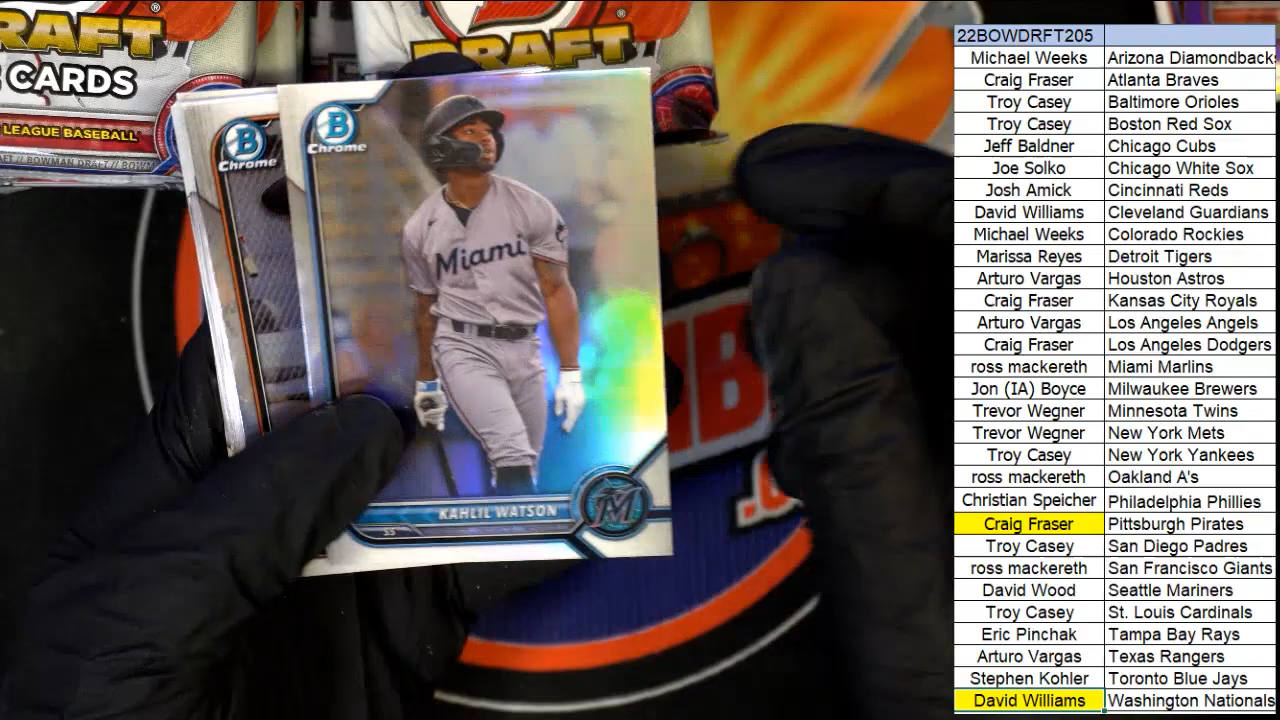 DRAFT
CARDS
LEAGUE BASEBALL
// BOWMAN DRAFT // BOWM
DRAFT
B
Chrome
B
Chrome
Miami
KAHLIL WATSON
SS
M
22BOWDRFT205
Michael Weeks Arizona Diamondback
Craig Fraser Atlanta Braves
Troy Casey Baltimore Orioles
Troy Casey Boston Red Sox
Jeff Baldner Chicago Cubs
Joe Solko Chicago White Sox
Josh Amick Cincinnati Reds
David Williams Cleveland Guardians
Michael Weeks Colorado Rockies
Marissa Reyes Detroit Tigers
Arturo Vargas Houston Astros
Craig Fraser Kansas City Royals
Arturo Vargas Los Angeles Angels
Craig Fraser Los Angeles Dodgers
ross mackereth Miami Marlins
Jon (IA) Boyce Milwaukee Brewers
Trevor Wegner Minnesota Twins
Trevor Wegner New York Mets
Troy Casey New York Yankees
ross mackereth Oakland A's
Christian Speicher Philadelphia Phillies
Craig Fraser Pittsburgh Pirates
Troy Casey San Diego Padres
ross mackereth San Francisco Giants
David Wood Seattle Mariners
Troy Casey St. Louis Cardinals
Eric Pinchak Tampa Bay Rays
Arturo Vargas Texas Rangers
Stephen Kohler Toronto Blue Jays
David Williams Washington Nationals